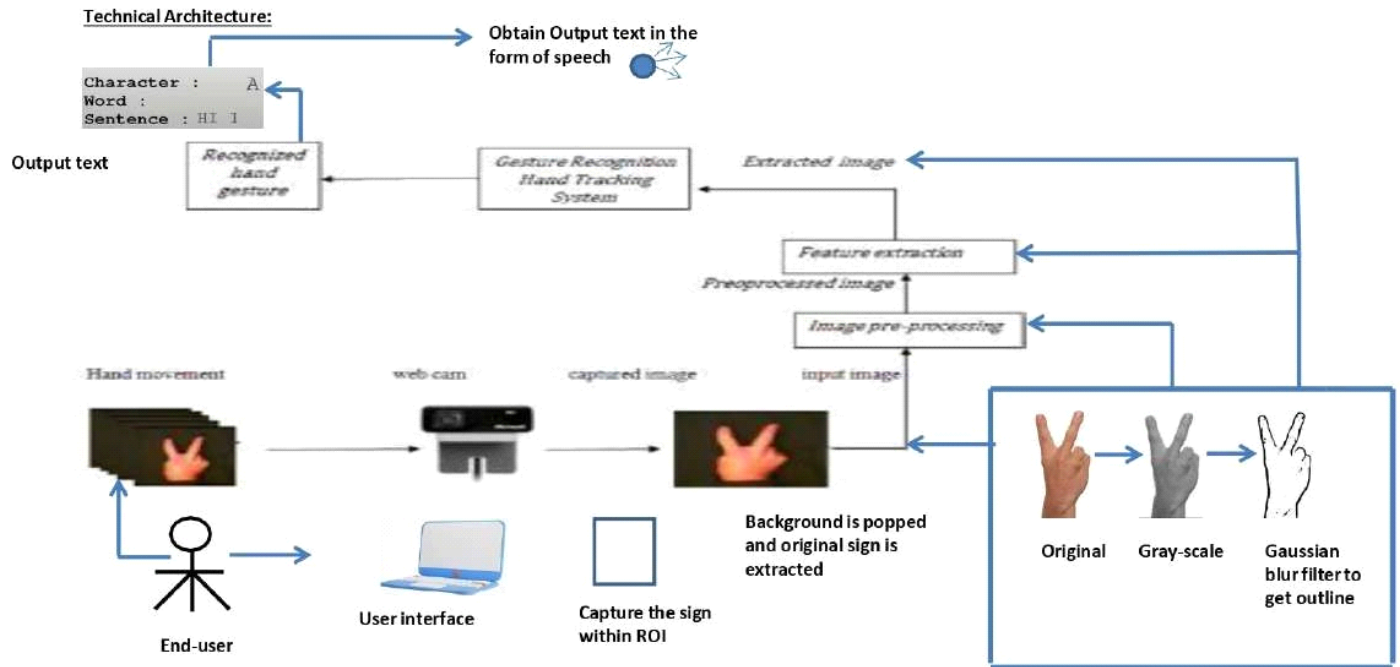 Technical Architecture:
Obtain Output text in the
form of speech
Character : A
Word :
Sentence : HI 1
Output text
Recognized
hand
gesture
Gesture Recognition
Hand Tracking
System
Extracted image
Feature extraction
Preoprocessed image
Image pre-processing
Hand movement
web cam
captured image
input image
Background is popped
and original sign is
extracted
Original
Gray-scale
Gaussian
blur filter to
get outline
User interface
Capture the sign
within ROI
End-user